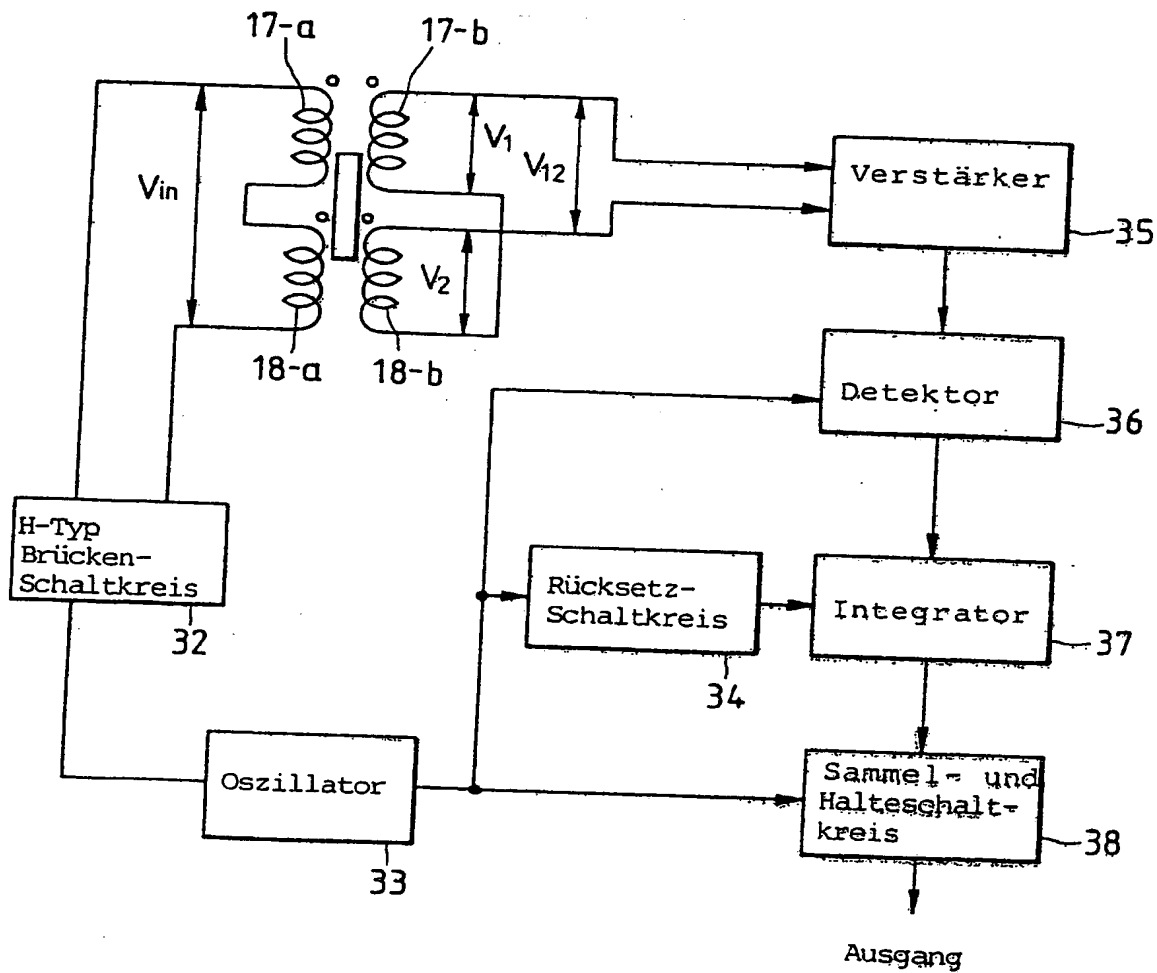 17-a
17-b
Vin
V1
V12
V2
18-a
18-b
Verstärker
35
Detektor
36
H-Typ
Brücken-
Schaltkreis
32
Rücksetz-
Schaltkreis
34
Integrator
37
Oszillator
33
Sammel- und
Halteschalt-
kreis
38
Ausgang